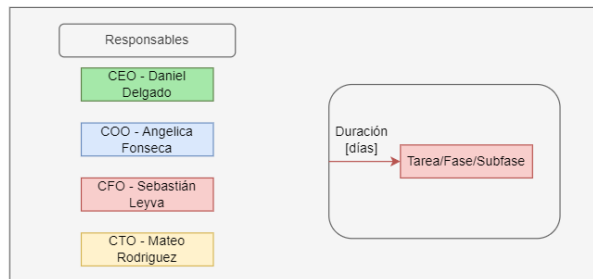 Responsables
CEO - Daniel
Delgado
COO - Angelica
Fonseca
CFO - Sebastián
Leyva
CTO - Mateo
Rodriguez
Duración
[días]
Tarea/Fase/Subfase